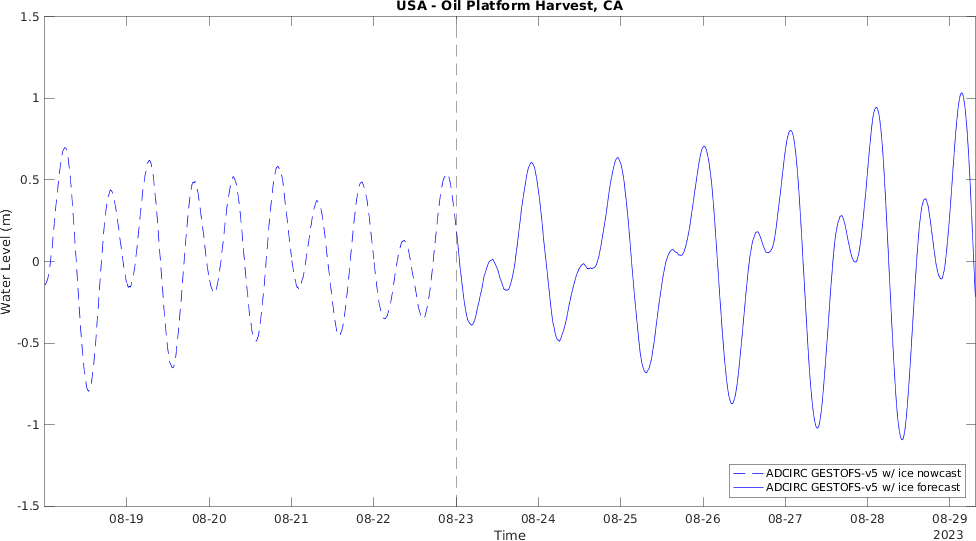 USA - Oil Platform Harvest, CA
1.5
1
0.5
0
-0.5
-1
-1.5
Water Level (m)
ADCIRC GESTOFS-v5 w/ ice nowcast
ADCIRC GESTOFS-v5 w/ ice forecast
08-19 08-20 08-21 08-22 08-23 08-24 08-25 08-26 08-27 08-28 08-29
2023
Time